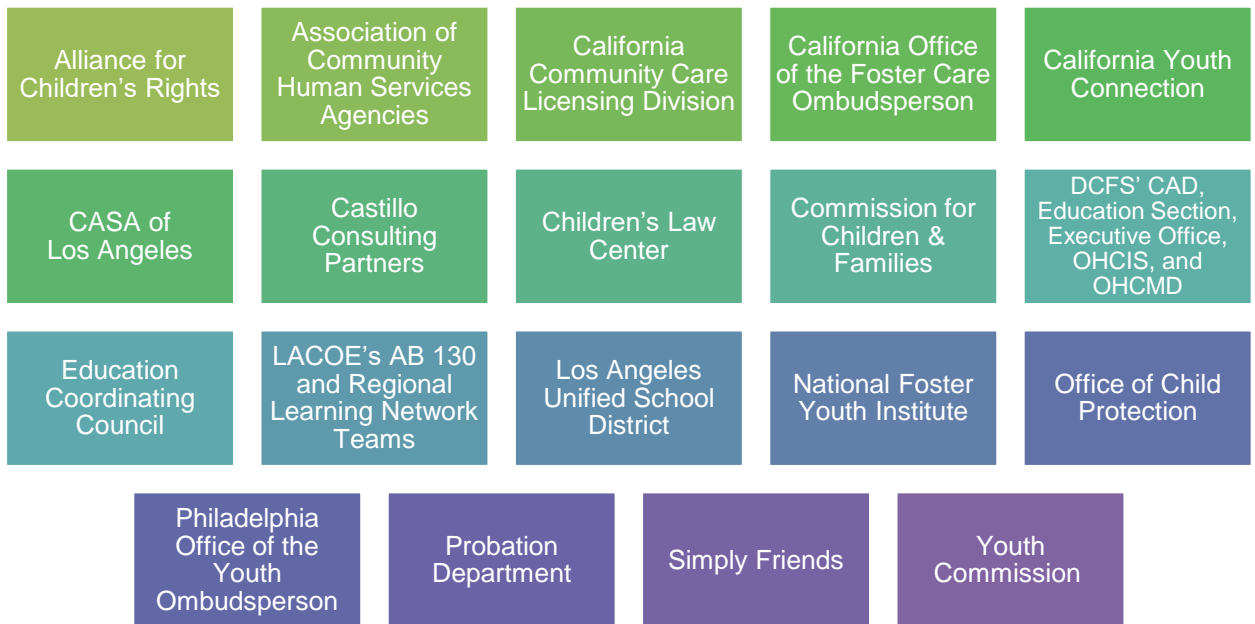 Alliance for
Children’s Rights
Association of
Community
Human Services
Agencies
California
Community Care
Licensing Division
California Office
of the Foster Care
Ombudsperson
California Youth
Connection
CASA of
Los Angeles
Castillo
Consulting
Partners
Children’s Law
Center
Commission for
Children &
Families
DCFS’ CAD,
Education Section,
Executive Office,
OHCIS, and
OHCMD
Education
Coordinating
Council
LACOE’s AB 130
and Regional
Learning Network
Teams
Los Angeles
Unified School
District
National Foster
Youth Institute
Office of Child
Protection
Philadelphia
Office of the
Youth
Ombudsperson
Probation
Department
Simply Friends
Youth
Commission